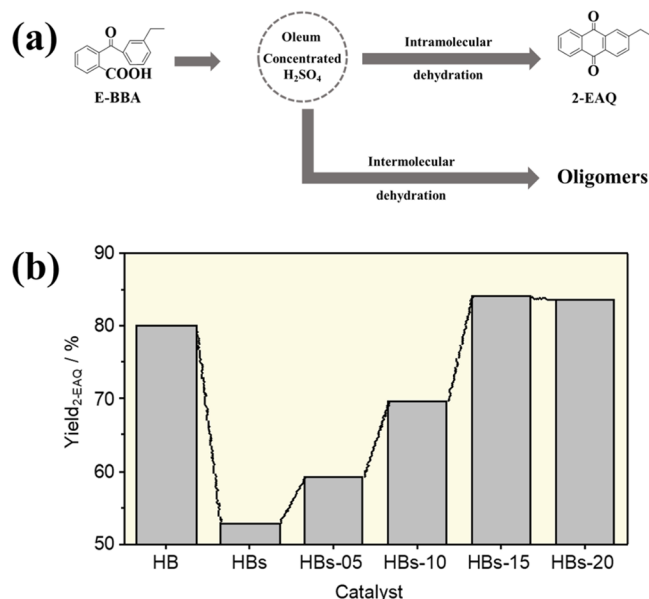 (a)
O
COOH
E-BBA
Oleum
Concentrated
H₂SO₄
Intramolecular
dehydration
O
O
2-EAQ
Intermolecular
dehydration
Oligomers
(b)
90
80
70
60
50
Yield2-EAQ / %
HB HBs HBs-05 HBs-10 HBs-15 HBs-20
Catalyst